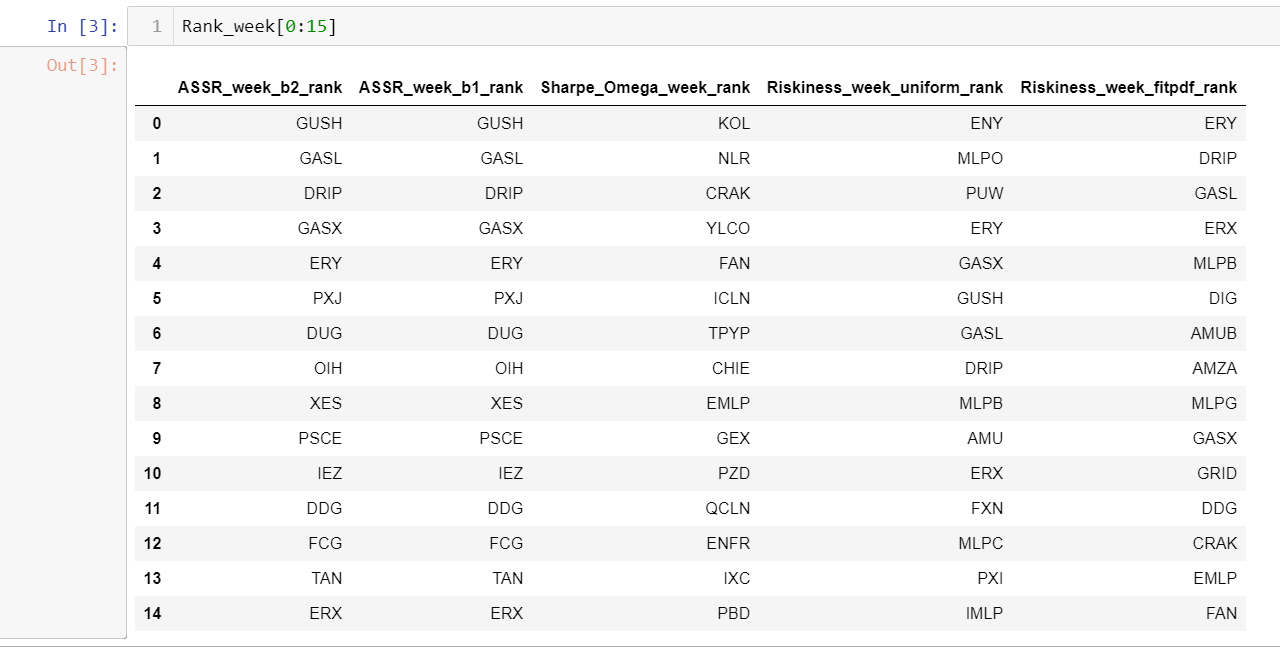 In [3]: 1 Rank_week[0:15]
Out[3]:
ASSR_week_b2_rank ASSR_week_b1_rank Sharpe_Omega_week_rank Riskiness_week_uniform_rank Riskiness_week_fitpdf_rank
0 GUSH GUSH KOL ENY ERY
1 GASL GASL NLR MLPO DRIP
2 DRIP DRIP CRAK PUW GASL
3 GASX GASX YLCO ERY ERX
4 ERY ERY FAN GASX MLPB
5 PXJ PXJ ICLN GUSH DIG
6 DUG DUG TPYP GASL AMUB
7 OIH OIH CHIE DRIP AMZA
8 XES XES EMLP MLPB MLPG
9 PSCE PSCE GEX AMU GASX
10 IEZ IEZ PZD ERX GRID
11 DDG DDG QCLN FXN DDG
12 FCG FCG ENFR MLPC CRAK
13 TAN TAN IXC PXI EMLP
14 ERX ERX PBD IMLP FAN